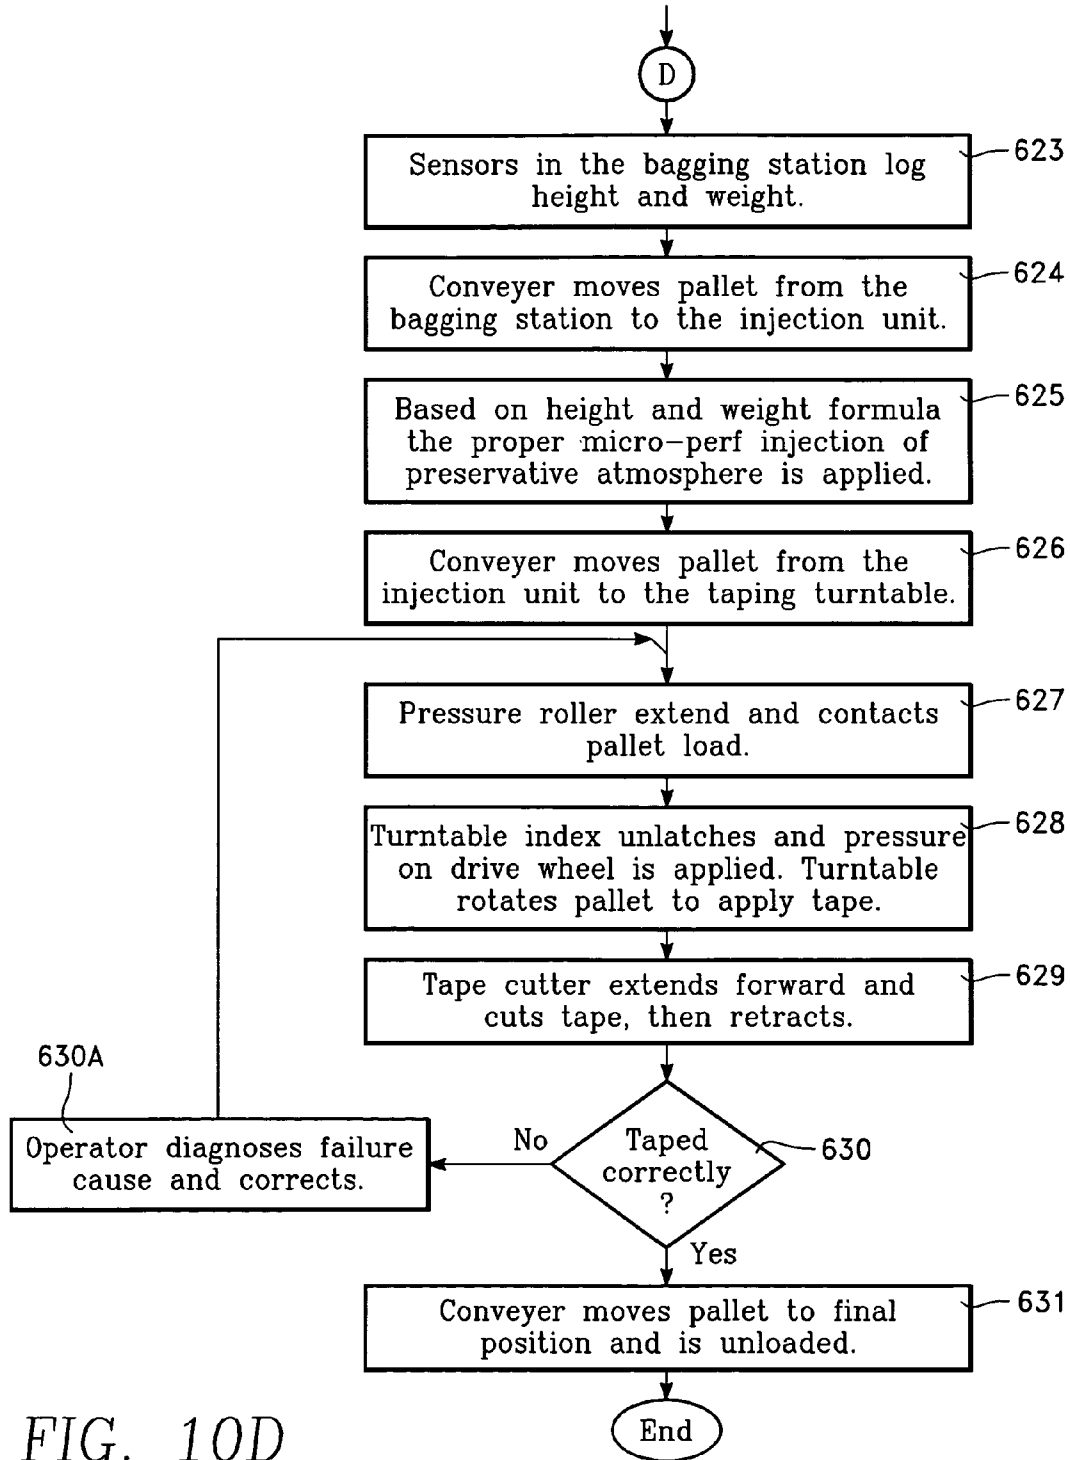 D
Sensors in the bagging station log
height and weight.
623
Conveyer moves pallet from the
bagging station to the injection unit.
624
Based on height and weight formula
the proper micro-perf injection of
preservative atmosphere is applied.
625
Conveyer moves pallet from the
injection unit to the taping turntable.
626
Pressure roller extend and contacts
pallet load.
627
Turntable index unlatches and pressure
on drive wheel is applied. Turntable
rotates pallet to apply tape.
628
Tape cutter extends forward and
cuts tape, then retracts.
629
630A
Operator diagnoses failure
cause and corrects.
No
Taped
correctly
?
630
Yes
Conveyer moves pallet to final
position and is unloaded.
631
End
FIG. 10D